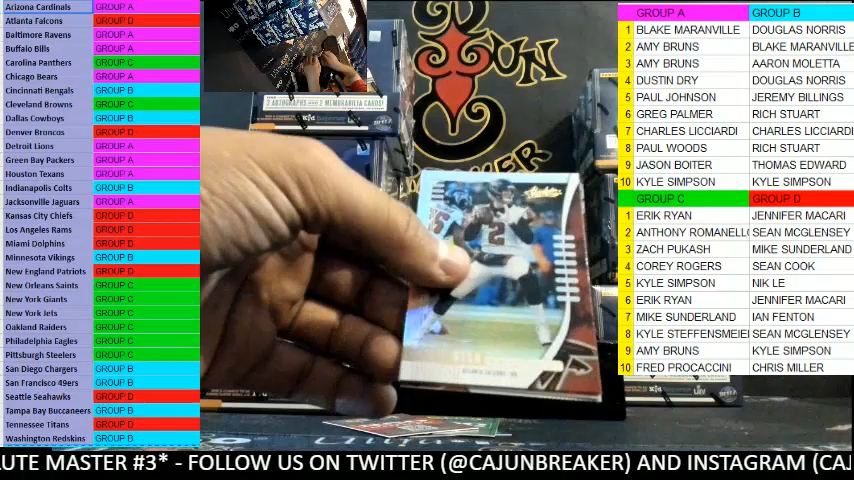 Arizona Cardinals GROUP A
Atlanta Falcons GROUP D
Baltimore Ravens GROUP A
Buffalo Bills GROUP A
Carolina Panthers GROUP C
Chicago Bears GROUP A
Cincinnati Bengals GROUP B
Cleveland Browns GROUP C
Dallas Cowboys GROUP B
Denver Broncos GROUP D
Detroit Lions GROUP A
Green Bay Packers GROUP A
Houston Texans GROUP A
Indianapolis Colts GROUP B
Jacksonville Jaguars GROUP A
Kansas City Chiefs GROUP D
Los Angeles Rams GROUP D
Miami Dolphins GROUP D
Minnesota Vikings GROUP B
New England Patriots GROUP D
New Orleans Saints GROUP C
New York Giants GROUP C
New York Jets GROUP C
Oakland Raiders GROUP C
Philadelphia Eagles GROUP C
Pittsburgh Steelers GROUP C
San Diego Chargers GROUP B
San Francisco 49ers GROUP B
Seattle Seahawks GROUP D
Tampa Bay Buccaneers GROUP B
Tennessee Titans GROUP D
Washington Redskins GROUP B
2 AUTOGRAPHS AND 2 MEMORABILIA CARDS!
GUN
2
GROUP A GROUP B
1 BLAKE MARANVILLE DOUGLAS NORRIS
2 AMY BRUNS BLAKE MARANVILLE
3 AMY BRUNS AARON MOLETTA
4 DUSTIN DRY DOUGLAS NORRIS
5 PAUL JOHNSON JEREMY BILLINGS
6 GREG PALMER RICH STUART
7 CHARLES LICCIARDI CHARLES LICCIARDI
8 PAUL WOODS RICH STUART
9 JASON BOITER THOMAS EDWARD
10 KYLE SIMPSON KYLE SIMPSON
GROUP C GROUP D
1 ERIK RYAN JENNIFER MACARI
2 ANTHONY ROMANELLO SEAN MCGLENSEY
3 ZACH PUKASH MIKE SUNDERLAND
4 COREY ROGERS SEAN COOK
5 KYLE SIMPSON NIK LE
6 ERIK RYAN JENNIFER MACARI
7 MIKE SUNDERLAND IAN FENTON
8 KYLE STEFFENSMEIE SEAN MCGLENSEY
9 AMY BRUNS KYLE SIMPSON
10 FRED PROCACCINI CHRIS MILLER
LUTE MASTER #3* - FOLLOW US ON TWITTER (@CAJUNBREAKER) AND INSTAGRAM (CAJ